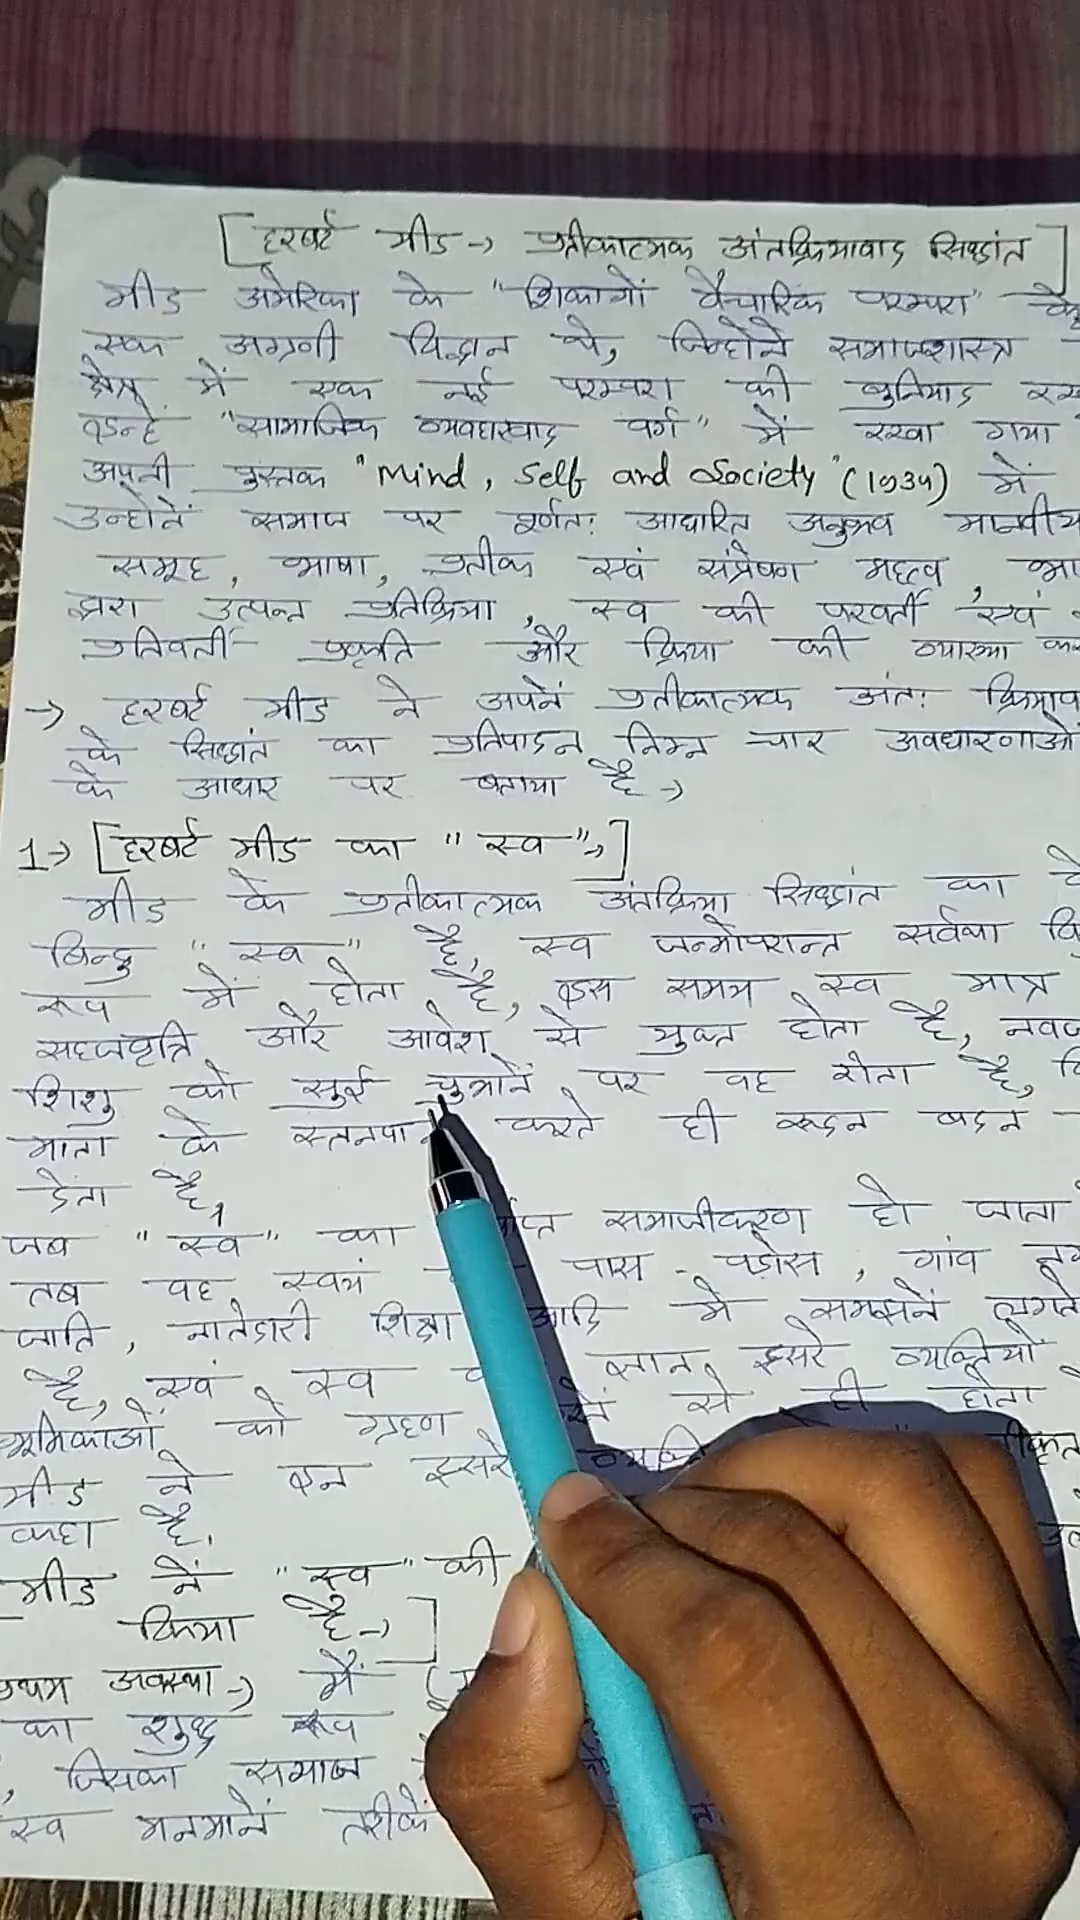 [हरबर्ट मीड → प्रतीकात्मक अंतक्रियावाद सिद्धांत]
मीड अमेरिका के "शिकागों वैचारिक परम्परा" के
एक अग्रणी विद्वान थे, जिन्होंने समाजशास्त्र
क्षेत्र में एक नई परम्परा की बुनियाद
इन्हें "सामाजिक व्यवहारवाद वर्ग" में रखा गया
अपनी पुस्तक "Mind, Self and Society" (1934) में
उन्होनें समाज पर पूर्णत: आधारित अनुभव मानवीय
समूह, भाषा, प्रतीक एवं संप्रेषण महत्व,
द्वारा उत्पन्न प्रतिक्रिया, स्व की परवर्ती एवं
प्रतिवर्ती प्रकृति और क्रिया की व्याख्या
→ हरबर्ट मीड ने अपनें प्रतीकात्मक अंत:
के सिद्धांत का प्रतिपादन निम्न चार अवधारणाओं
के आधार पर बताया है→
1→ [हरबर्ट मीड का "स्व"→]
मीड के प्रतीकात्मक अंतक्रिया सिद्धांत का
बिन्दु "स्व" है, स्व जन्मोपरान्त सर्वथा
रूप में होता है, इस समय स्व मात्र
सहजवृत्ति और आवेश से युक्त होता है,
शिशु को सुई चुभानें पर वह रोता है,
माता के करते ही रूदन
देता है,
जब "स्व" का समाजीकरण हो जाता
तब वह स्वयं पास - पड़ोस, गांव
जाति, नातेदारी शिक्षा आदि में समझनें लगते
है, एवं स्व ज्ञान दूसरे व्यक्तियों
भूमिकाओं को ग्रहण से ही होता
मीड ने इन दूसरे
कहा है.
मीड नें "स्व" की
किया है→]
प्रथम अवस्था→) में
का शुद्ध रूप
, जिसका समाज
स्व मनमानें